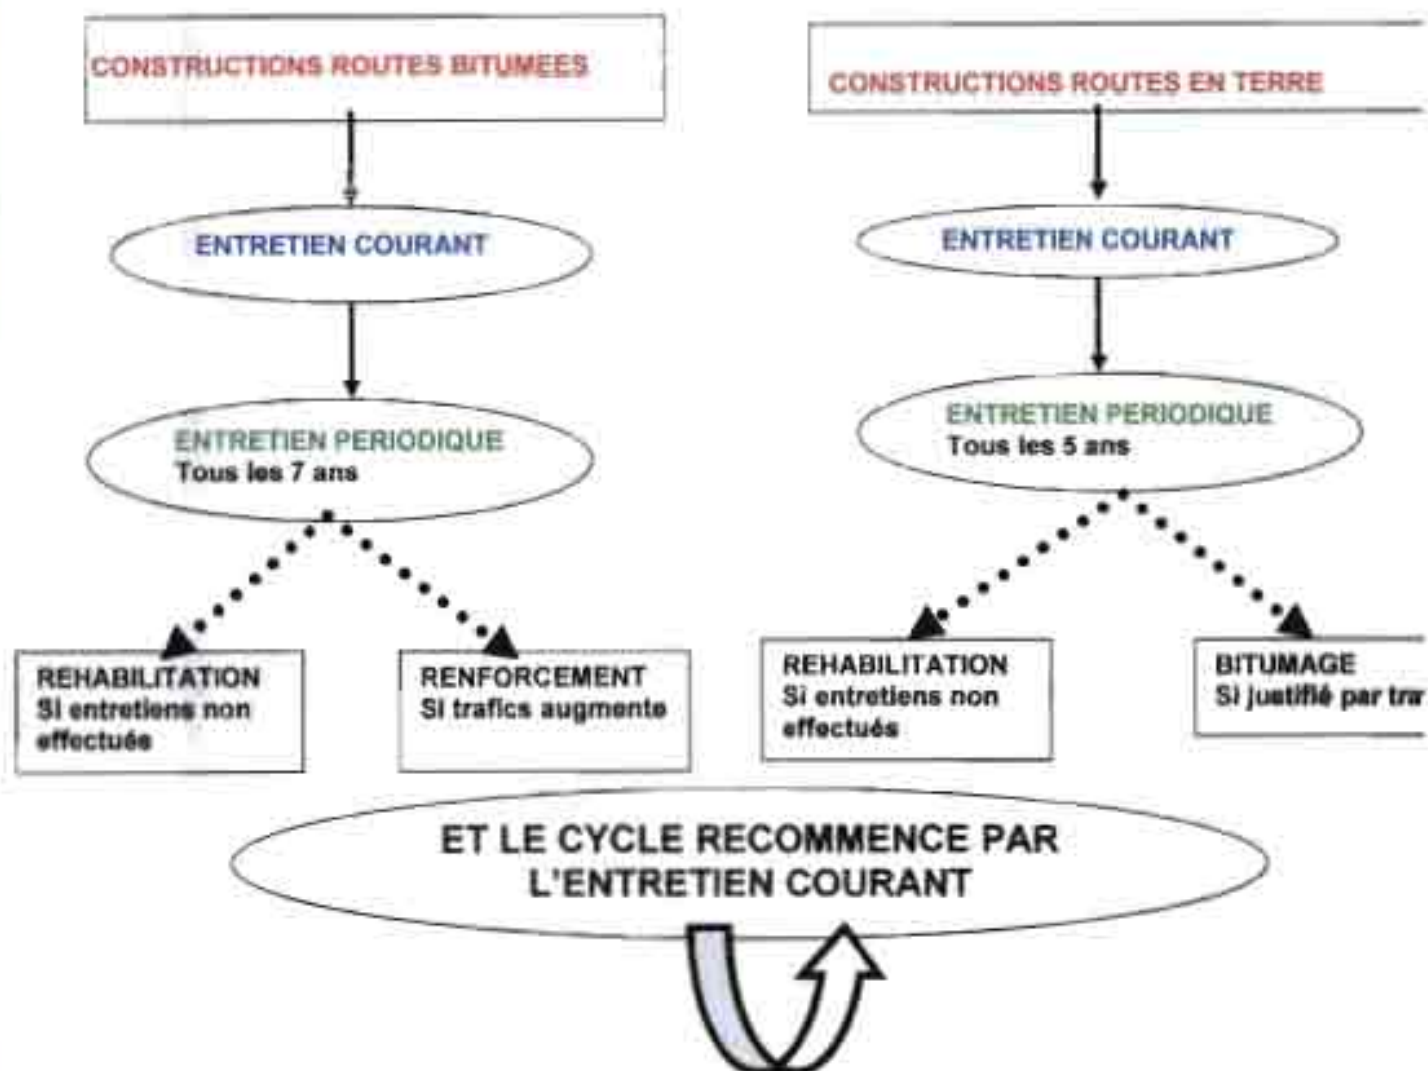 CONSTRUCTIONS ROUTES BITUMEES
ENTRETIEN COURANT
ENTRETIEN PERIODIQUE
Tous les 7 ans
REHABILITATION
Si entretiens non
effectués
RENFORCEMENT
Si trafics augmente
CONSTRUCTIONS ROUTES EN TERRE
ENTRETIEN COURANT
ENTRETIEN PERIODIQUE
Tous les 5 ans
REHABILITATION
Si entretiens non
effectués
BITUMAGE
Si justifié par
ET LE CYCLE RECOMMENCE PAR
L'ENTRETIEN COURANT